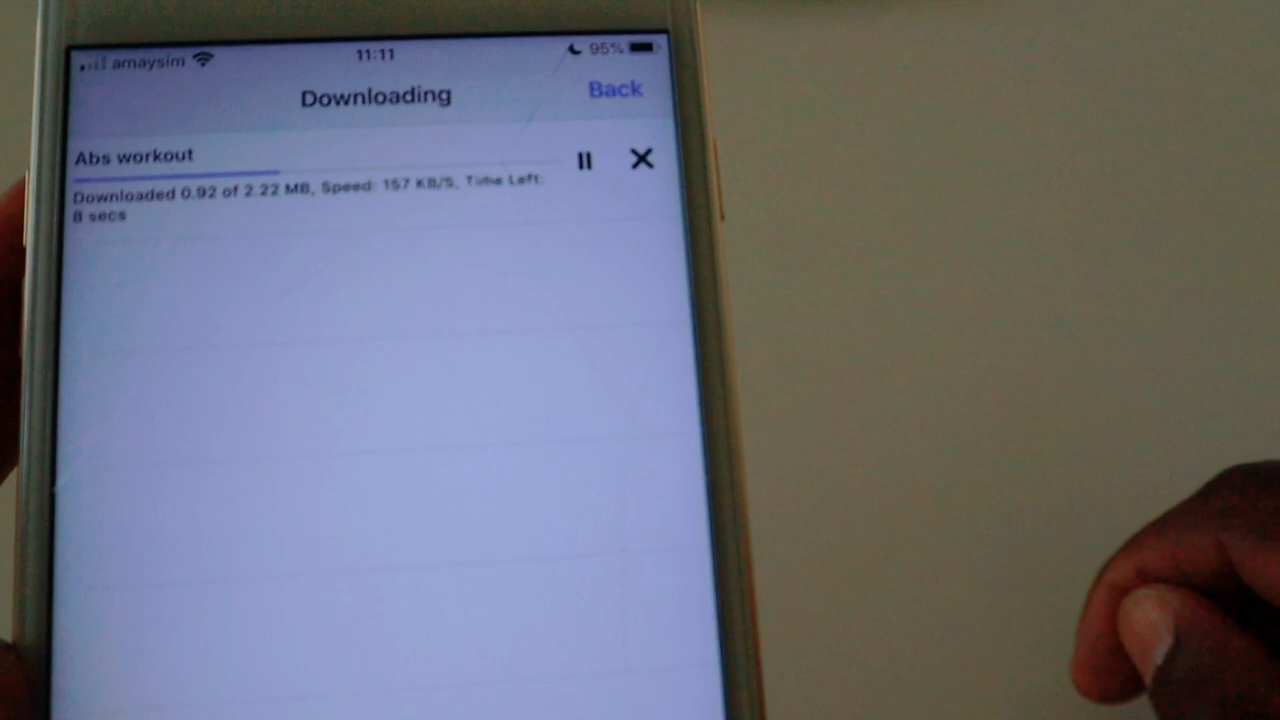 amaysim 11:11 95%
Downloading Back
Abs workout
Downloaded 0.92 of 2.22 MB, Speed: 157 KB/S, Time Left:
8 secs